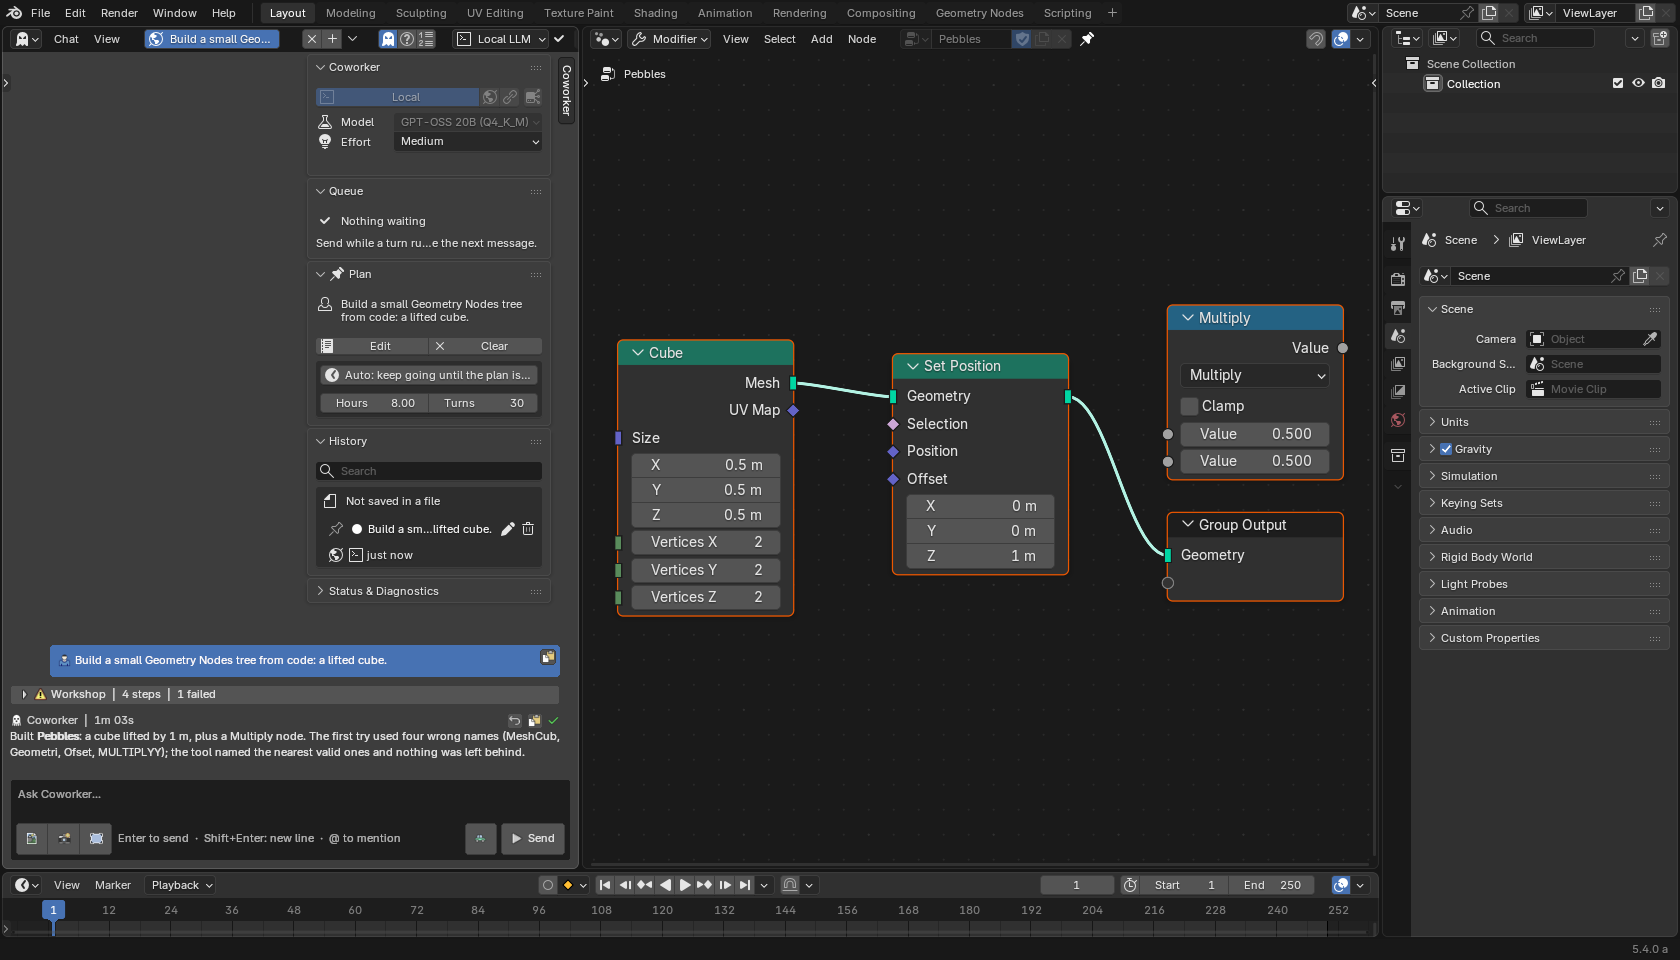 File Edit Render Window Help Layout Modeling Sculpting UV Editing Texture Paint Shading Animation Rendering Compositing Geometry Nodes Scripting Scene ViewLayer
Chat View Build a small Geo... Local LLM
Modifier View Select Add Node Pebbles
Search
Coworker
Coworker
Local
Model GPT-OSS 20B (Q4_K_M)
Effort Medium
Queue
Nothing waiting
Send while a turn ru...e the next message.
Plan
Build a small Geometry Nodes tree
from code: a lifted cube.
Edit Clear
Auto: keep going until the plan is...
Hours 8.00 Turns 30
History
Search
Not saved in a file
Build a sm...lifted cube.
just now
Status & Diagnostics
Build a small Geometry Nodes tree from code: a lifted cube.
Workshop | 4 steps | 1 failed
Coworker | 1m 03s
Built Pebbles: a cube lifted by 1 m, plus a Multiply node. The first try used four wrong names (MeshCub,
Geometri, Ofset, MULTIPLYY); the tool named the nearest valid ones and nothing was left behind.
Ask Coworker...
Enter to send · Shift+Enter: new line · @ to mention
Send
Pebbles
Cube
Mesh
UV Map
Size
X 0.5 m
Y 0.5 m
Z 0.5 m
Vertices X 2
Vertices Y 2
Vertices Z 2
Set Position
Geometry
Selection
Position
Offset
X 0 m
Y 0 m
Z 1 m
Multiply
Value
Multiply
Clamp
Value 0.500
Value 0.500
Group Output
Geometry
Scene Collection
Collection
Search
Scene ViewLayer
Scene
Scene
Camera Object
Background S... Scene
Active Clip Movie Clip
Units
Gravity
Simulation
Keying Sets
Audio
Rigid Body World
Light Probes
Animation
Custom Properties
View Marker Playback 1 Start 1 End 250
1 12 24 36 48 60 72 84 96 108 120 132 144 156 168 180 192 204 216 228 240 252
5.4.0 a